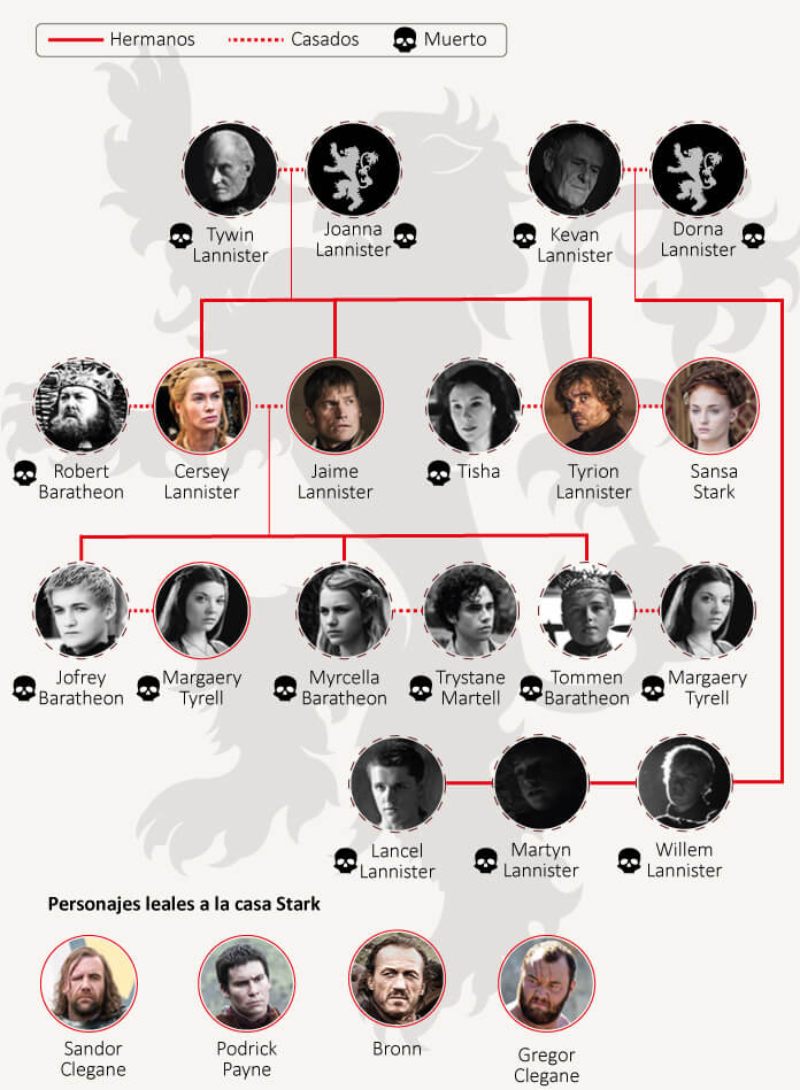 Hermanos Casados Muerto
Tywin
Lannister
Joanna
Lannister
Kevan
Lannister
Dorna
Lannister
Robert
Baratheon
Cersey
Lannister
Jaime
Lannister
Tisha
Tyrion
Lannister
Sansa
Stark
Jofrey
Baratheon
Margaery
Tyrell
Myrcella
Baratheon
Trystane
Martell
Tommen
Baratheon
Margaery
Tyrell
Lancel
Lannister
Martyn
Lannister
Willem
Lannister
Personajes leales a la casa Stark
Sandor
Clegane
Podrick
Payne
Bronn
Gregor
Clegane